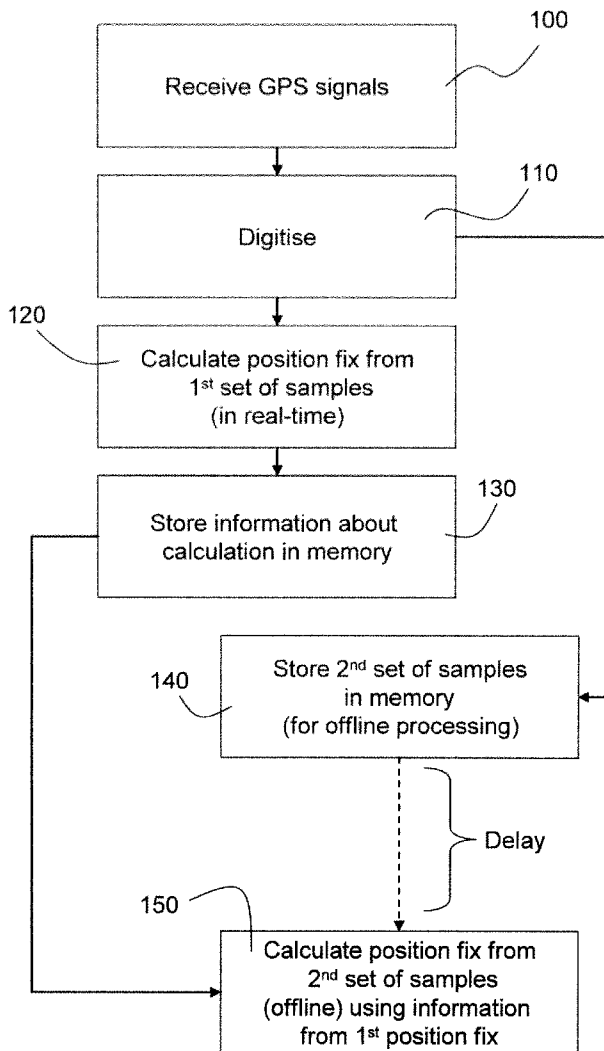 100
Receive GPS signals
110
Digitise
120
Calculate position fix from
1st set of samples
(in real-time)
130
Store information about
calculation in memory
140
Store 2nd set of samples
in memory
(for offline processing)
Delay
150
Calculate position fix from
2nd set of samples
(offline) using information
from 1st position fix